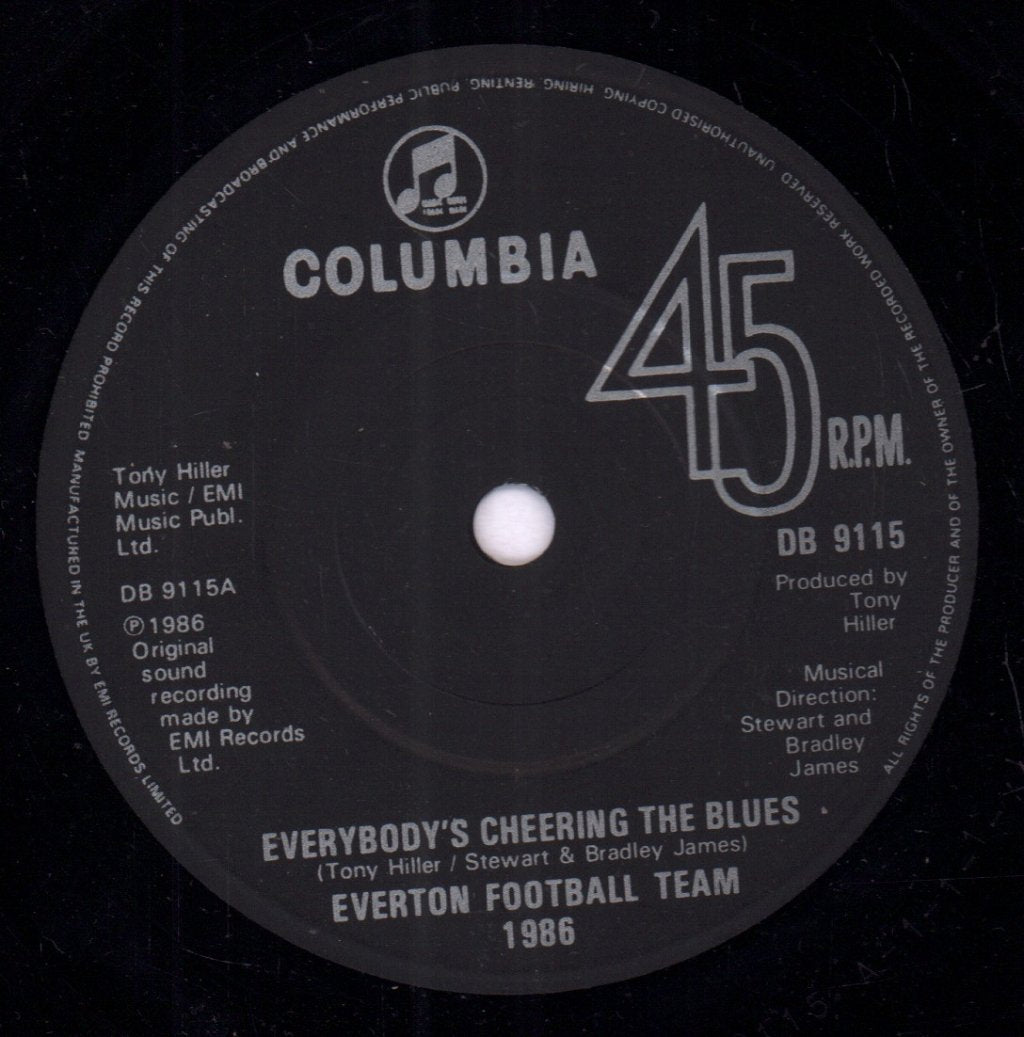 MANUFACTURED IN THE UK BY EMI RECORDS LIMITED
ALL RIGHTS OF THE PRODUCER AND OF THE OWNER OF THE RECORDED WORK RESERVED UNAUTHORISED COPYING HIRING RENTING PUBLIC PERFORMANCE AND BROADCASTING OF THIS RECORD PROHIBITED
COLUMBIA
45 R.P.M.
Tony Hiller
Music / EMI
Music Publ.
Ltd.
DB 9115A
℗ 1986
Original
sound
recording
made by
EMI Records
Ltd.
DB 9115
Produced by
Tony
Hiller
Musical
Direction:
Stewart and
Bradley
James
EVERYBODY'S CHEERING THE BLUES
(Tony Hiller / Stewart & Bradley James)
EVERTON FOOTBALL TEAM
1986